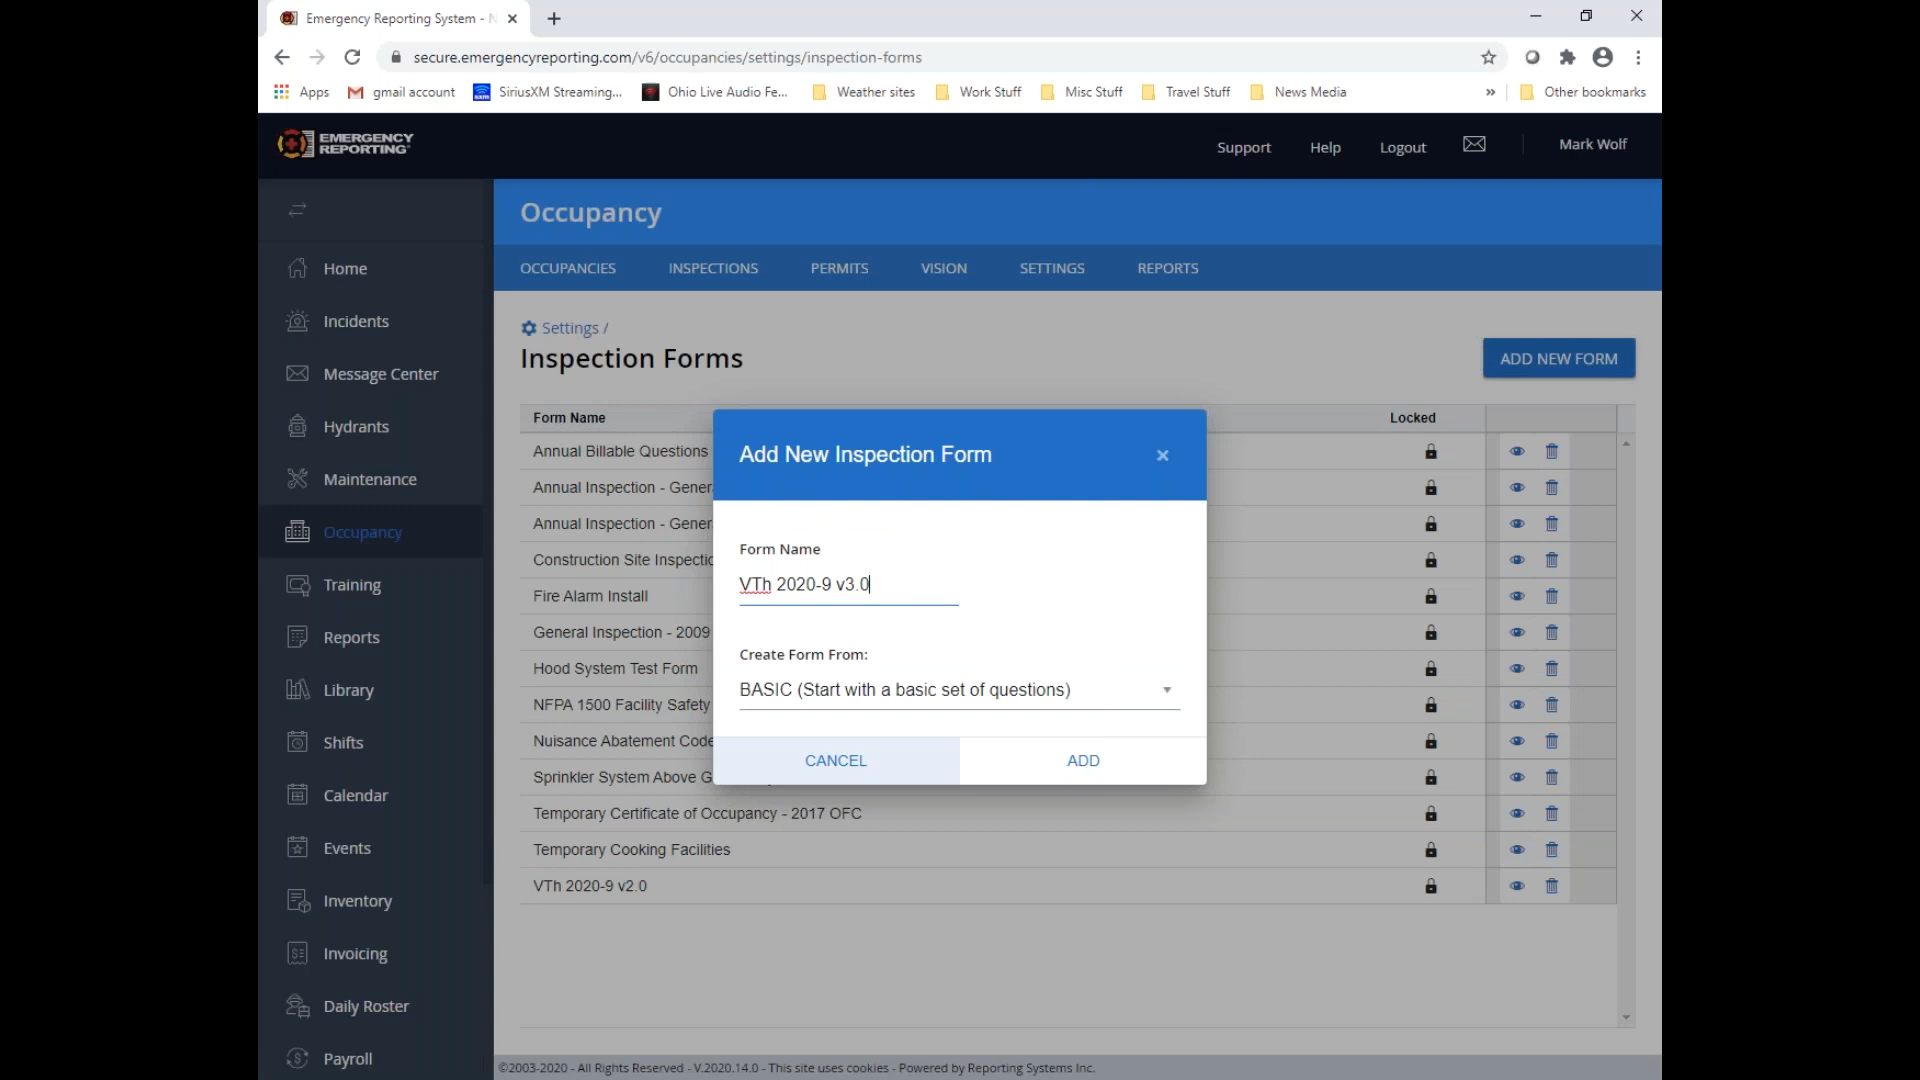 Emergency Reporting System - N
secure.emergencyreporting.com/v6/occupancies/settings/inspection-forms
Apps gmail account SiriusXM Streaming... Ohio Live Audio Fe... Weather sites Work Stuff Misc Stuff Travel Stuff News Media » Other bookmarks
EMERGENCY
REPORTING
Support Help Logout Mark Wolf
Home
Incidents
Message Center
Hydrants
Maintenance
Occupancy
Training
Reports
Library
Shifts
Calendar
Events
Inventory
Invoicing
Daily Roster
Payroll
Occupancy
OCCUPANCIES INSPECTIONS PERMITS VISION SETTINGS REPORTS
Settings /
Inspection Forms
ADD NEW FORM
Form Name Locked
Annual Billable Questions
Annual Inspection - Gener
Annual Inspection - Gener
Construction Site Inspectio
Fire Alarm Install
General Inspection - 2009
Hood System Test Form
NFPA 1500 Facility Safety
Nuisance Abatement Code
Sprinkler System Above G
Temporary Certificate of Occupancy - 2017 OFC
Temporary Cooking Facilities
VTh 2020-9 v2.0
Add New Inspection Form ×
Form Name
VTh 2020-9 v3.0
Create Form From:
BASIC (Start with a basic set of questions)
CANCEL ADD
©2003-2020 - All Rights Reserved - V.2020.14.0 - This site uses cookies - Powered by Reporting Systems Inc.